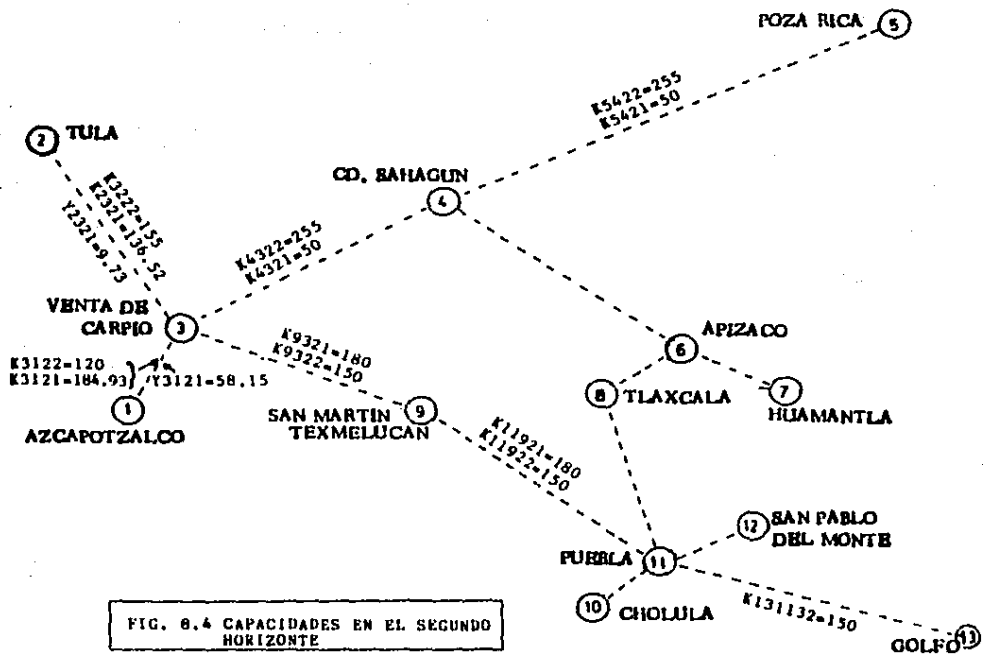 POZA RICA
5
K5422=255
K5421=50
2 TULA
CD. SAHAGUN
4
K3222=155
K2321=136.52
Y2321=9.73
K4322=255
K4321=50
VENTA DE
CARPIO
3
APIZACO
6
K9321=180
K9322=150
K3122=120
K3121=184.93
Y3121=58.15
8
TLAXCALA
7
HUAMANTLA
1
AZCAPOTZALCO
SAN MARTIN
TEXMELUCAN
9
K11921=180
K11922=150
12
SAN PABLO
DEL MONTE
PUEBLA
11
10
CHOLULA
K131132=150
GOLFO
13
FIG. 8.4 CAPACIDADES EN EL SEGUNDO
HORIZONTE